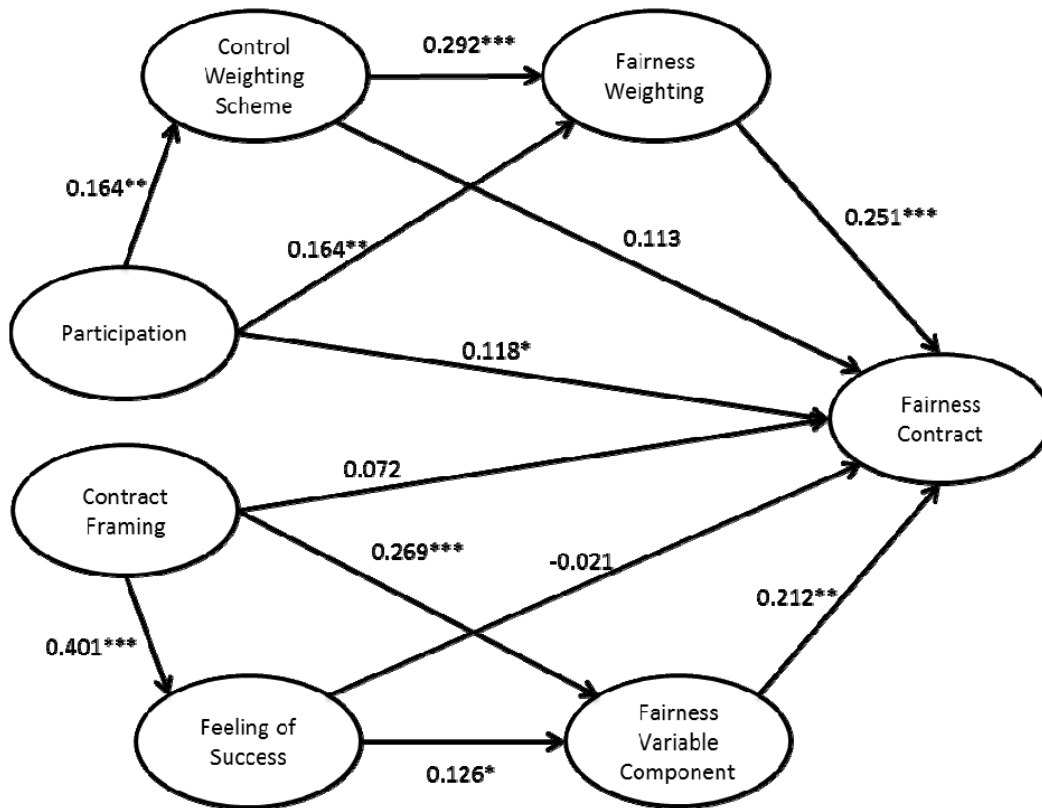 Control
Weighting
Scheme
0.292***
Fairness
Weighting
0.164**
0.164**
0.113
0.251***
Participation
0.118*
Fairness
Contract
Contract
Framing
0.072
0.269***
-0.021
0.212**
0.401***
Feeling of
Success
0.126*
Fairness
Variable
Component